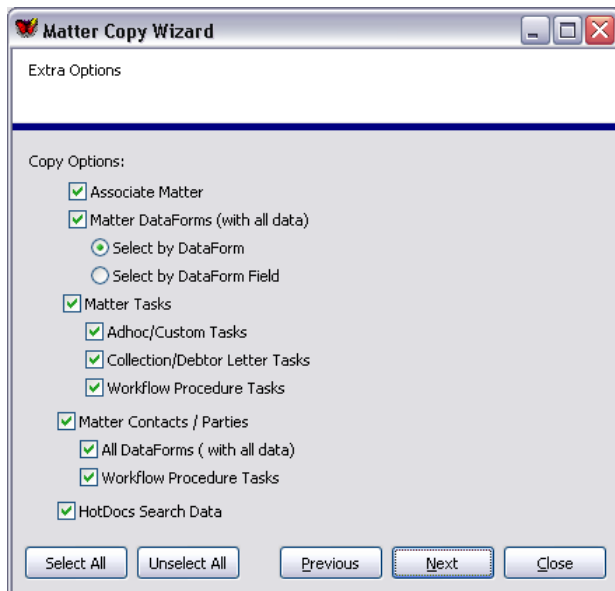 Matter Copy Wizard
Extra Options
Copy Options:
Associate Matter
Matter DataForms (with all data)
Select by DataForm
Select by DataForm Field
Matter Tasks
Adhoc/Custom Tasks
Collection/Debtor Letter Tasks
Workflow Procedure Tasks
Matter Contacts / Parties
All DataForms ( with all data)
Workflow Procedure Tasks
HotDocs Search Data
Select All Unselect All Previous Next Close